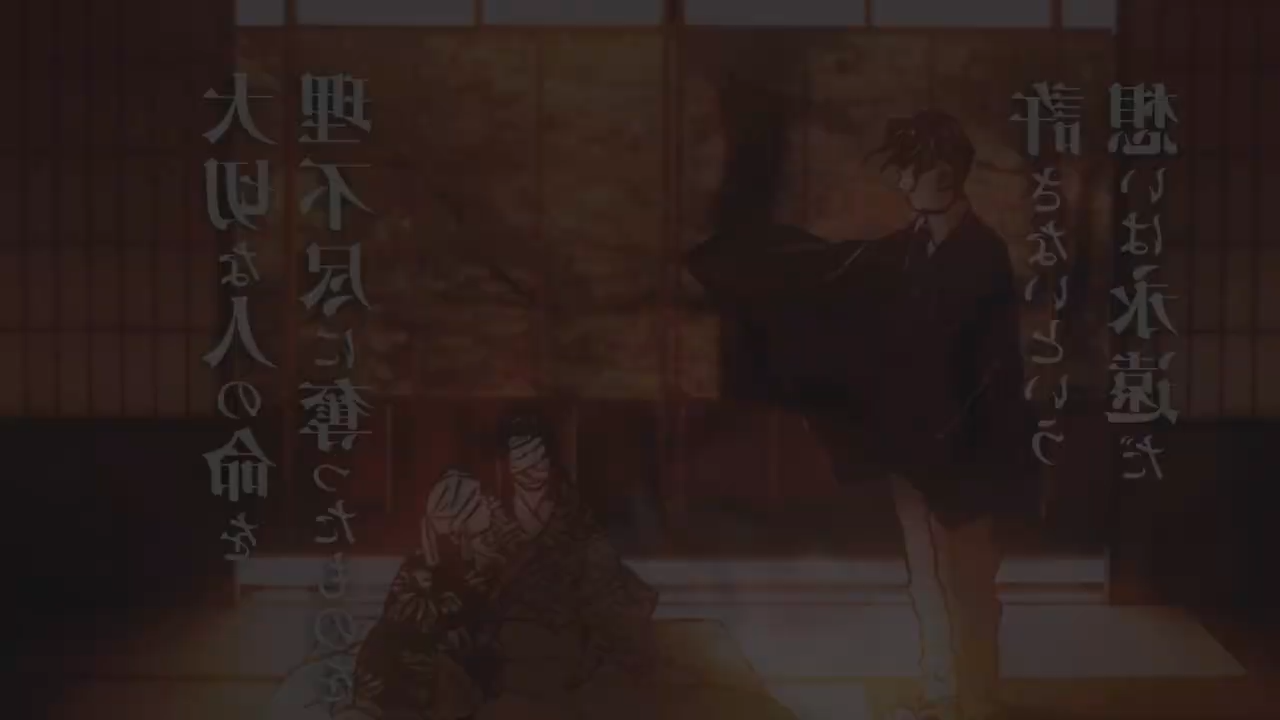 大切な人の命を
理不尽に奪ったものを
許さないという
想いは永遠だ